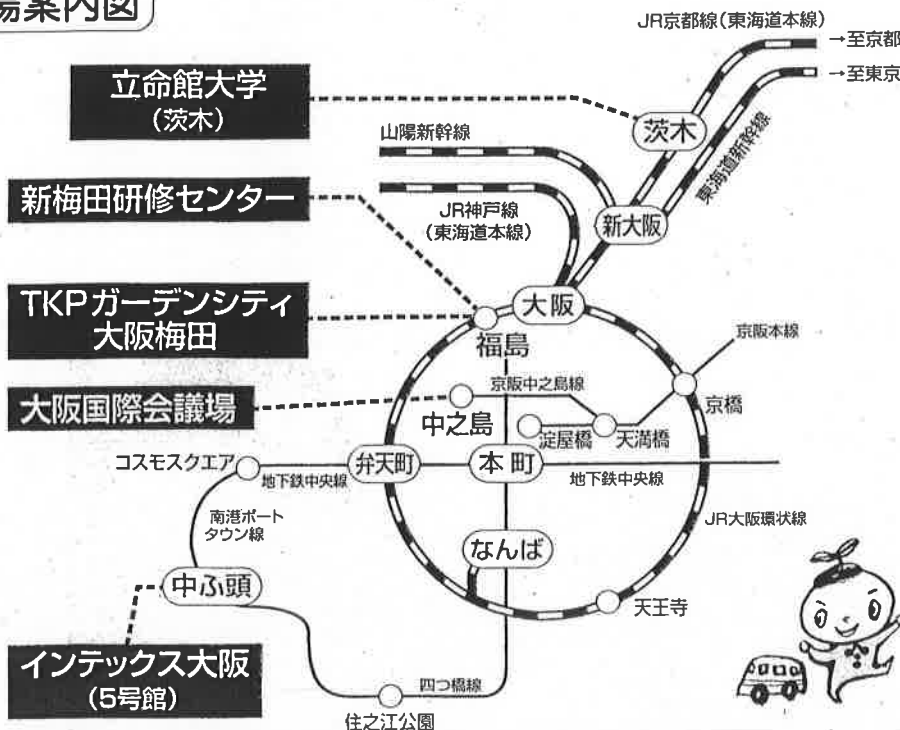 場案内図
JR京都線(東海道本線)
→至京都
→至東京
立命館大学
(茨木)
山陽新幹線
茨木
東海道新幹線
新梅田研修センター
JR神戸線
(東海道本線)
新大阪
TKPガーデンシティ
大阪梅田
大阪
福島
京阪本線
京阪中之島線
大阪国際会議場
中之島
淀屋橋
天満橋
京橋
コスモスクエア
地下鉄中央線
弁天町
本町
地下鉄中央線
南港ポート
タウン線
JR大阪環状線
なんば
中ふ頭
天王寺
インテックス大阪
(5号館)
四つ橋線
住之江公園